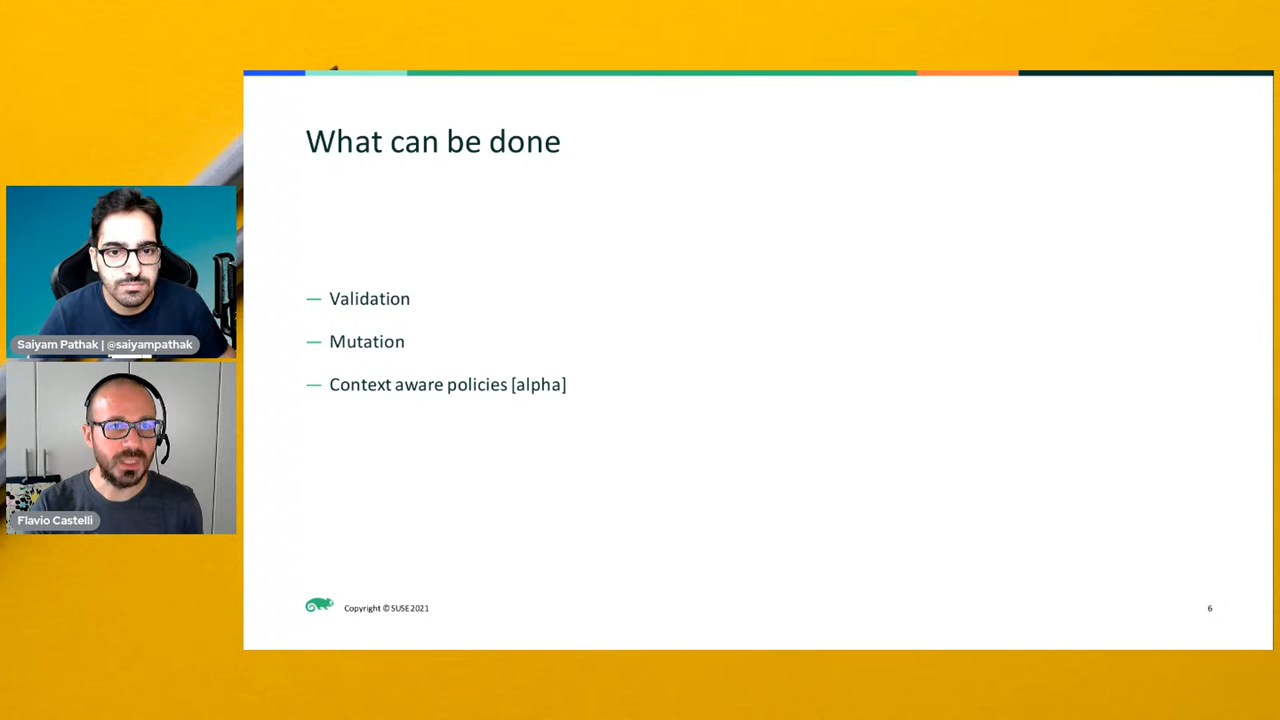 What can be done
— Validation
— Mutation
— Context aware policies [alpha]
Saiyam Pathak | @saiyampathak
Flavio Castelli
Copyright © SUSE 2021
6